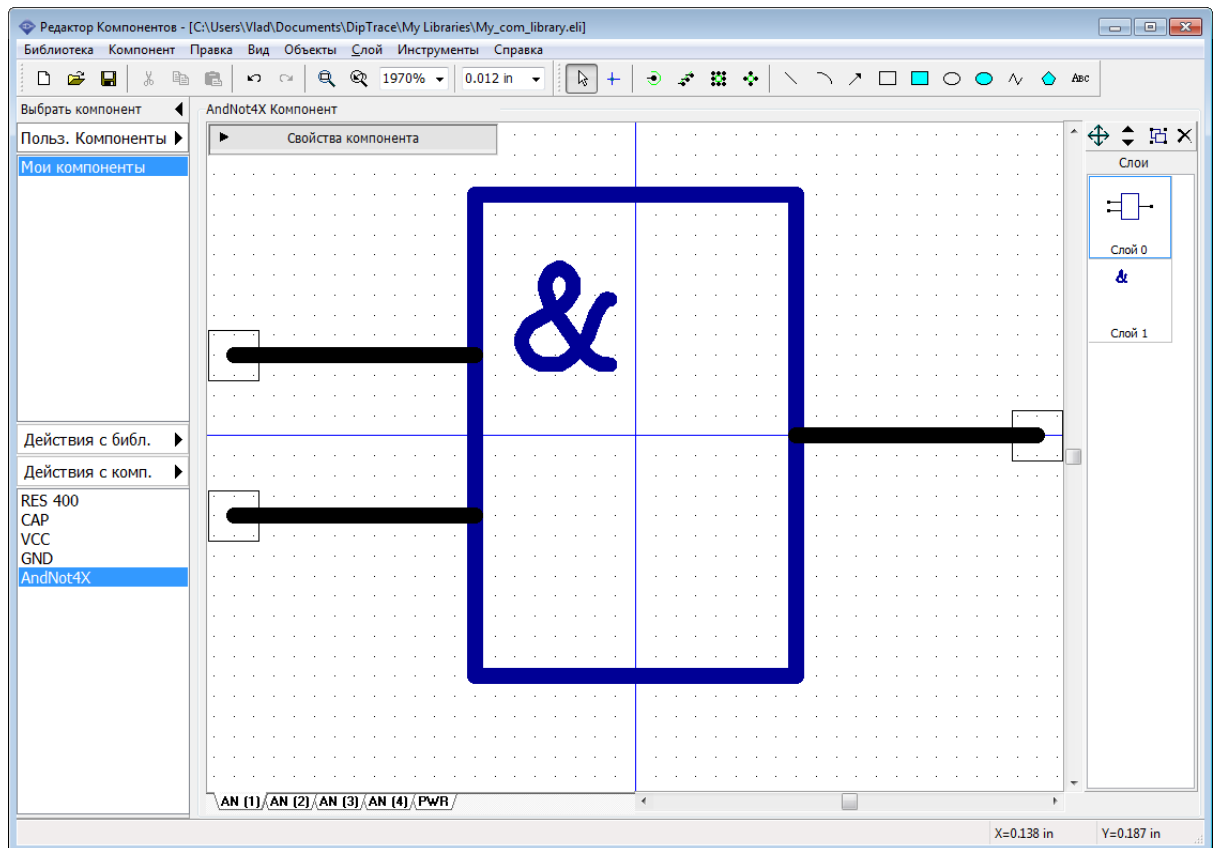 Редактор Компонентов - [C:\Users\Vlad\Documents\DipTrace\My Libraries\My_com_library.eli]
Библиотека Компонент Правка Вид Объекты Слой Инструменты Справка
1970% 0.012 in ABC
Выбрать компонент
AndNot4X Компонент
Польз. Компоненты
Свойства компонента
Мои компоненты
Слои
Слой 0
&
Слой 1
&
Действия с библ.
Действия с комп.
RES 400
CAP
VCC
GND
AndNot4X
AN (1) AN (2) AN (3) AN (4) PWR
X=0.138 in Y=0.187 in